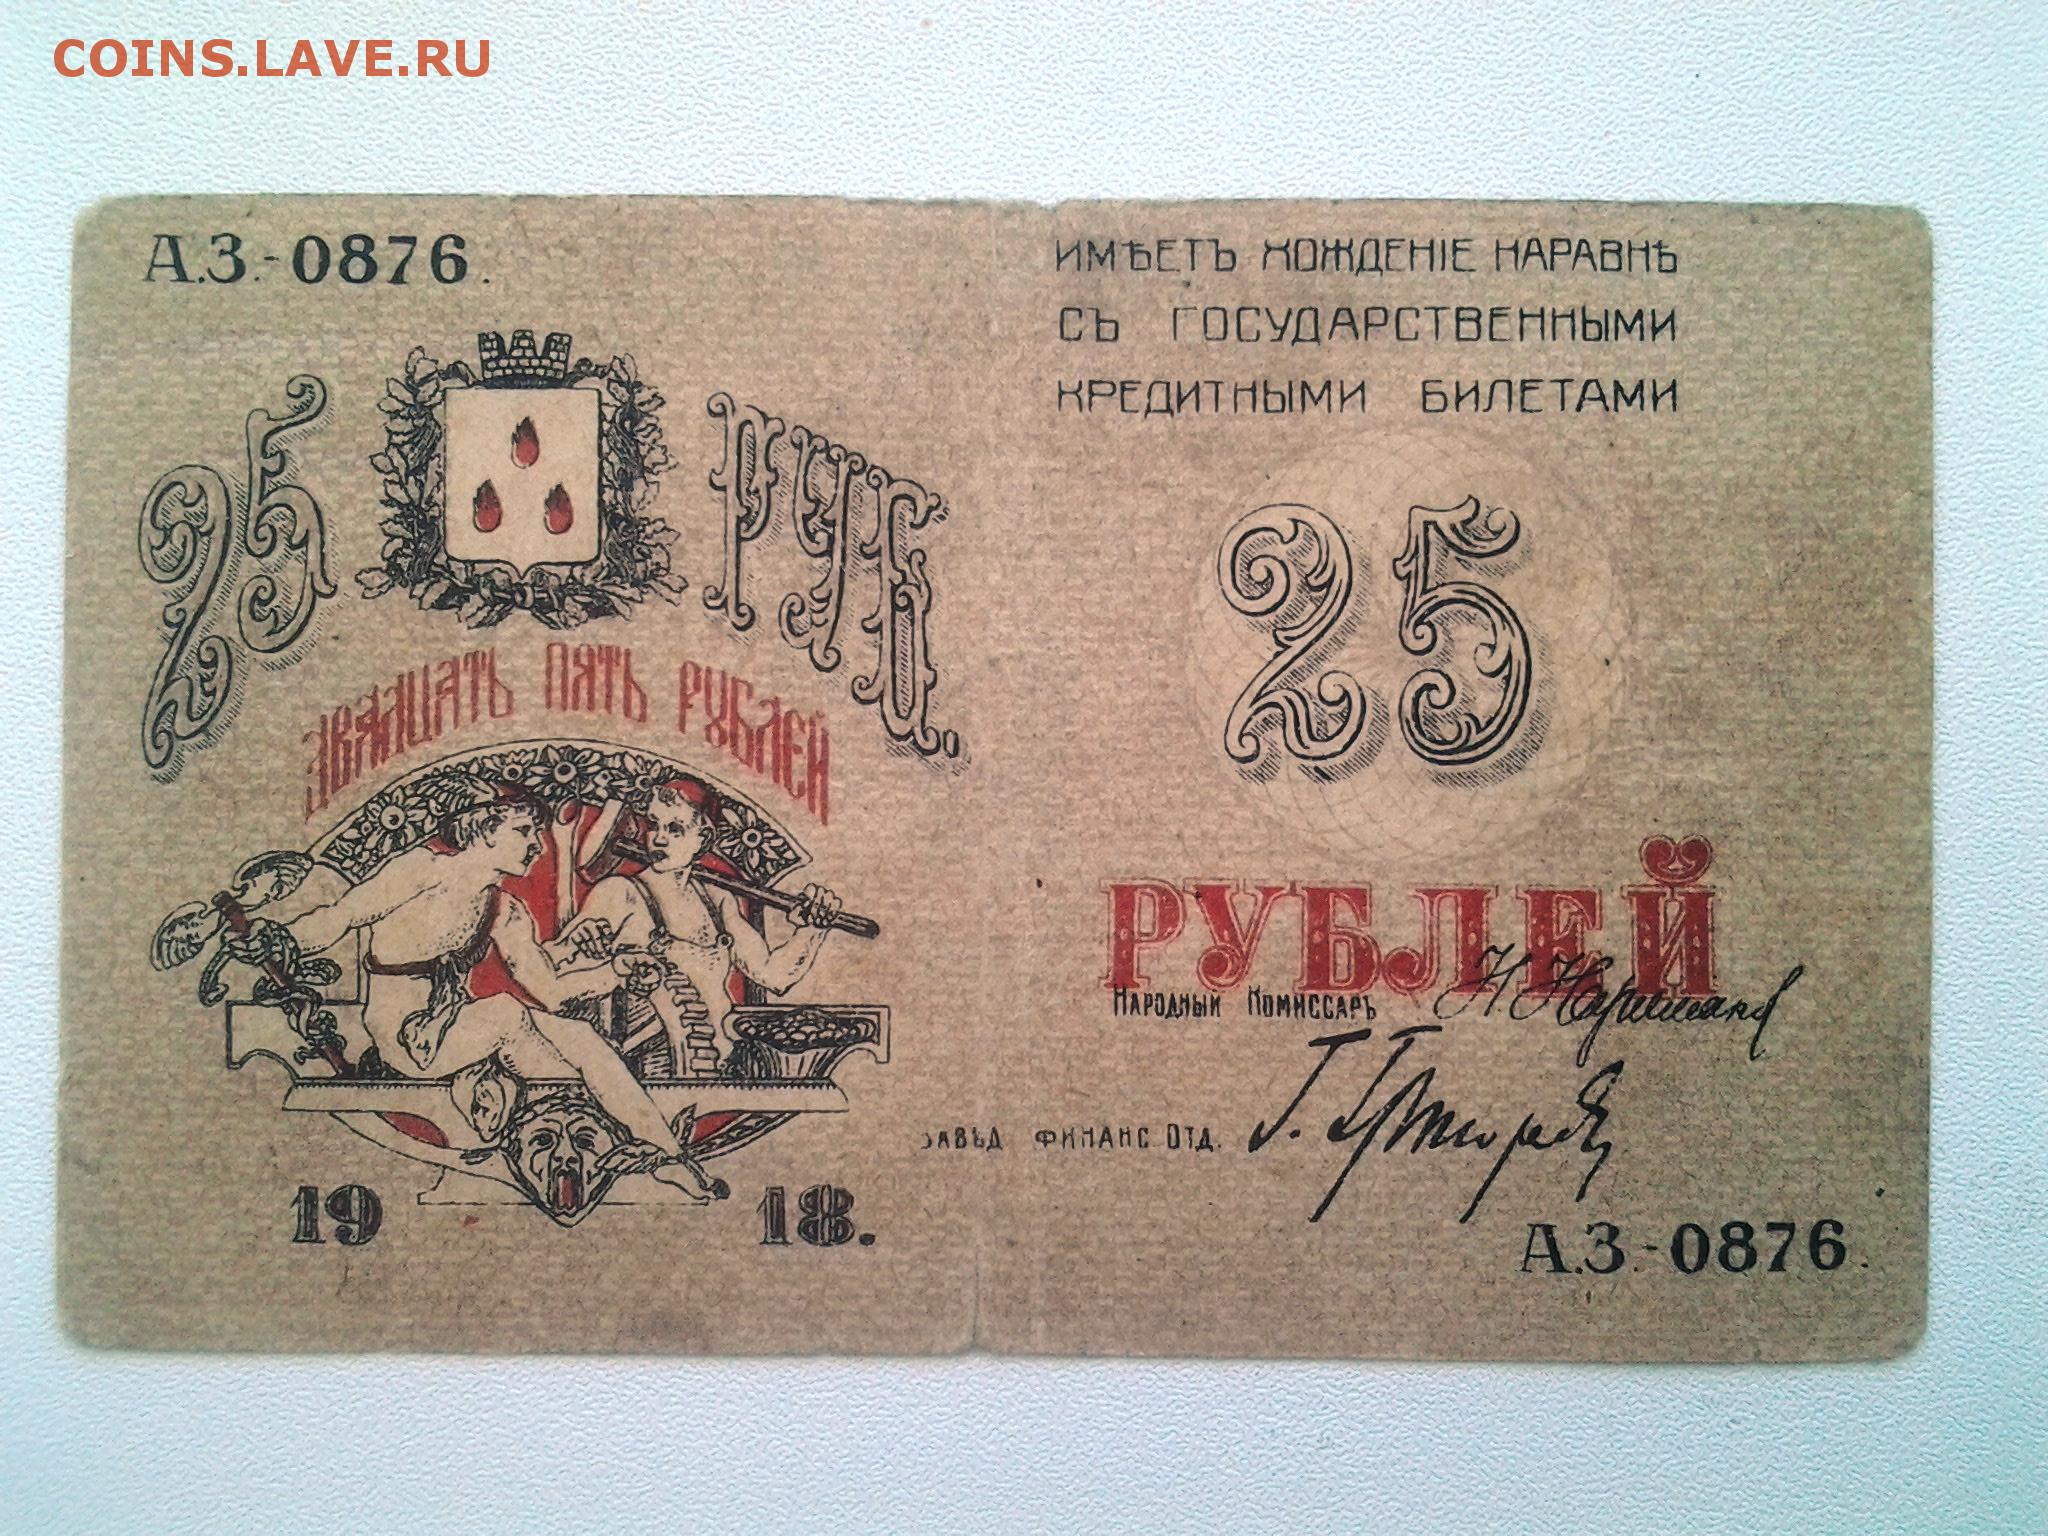 COINS.LAVE.RU
А.З.-0876.
25 РУБ.
ДВАДЦАТЬ ПЯТЬ РУБЛЕЙ
19 18.
ИМѢЕТЪ ХОЖДЕНІЕ НАРАВНѢ
СЪ ГОСУДАРСТВЕННЫМИ
КРЕДИТНЫМИ БИЛЕТАМИ
25
РУБЛЕЙ
НАРОДНЫЙ КОМИССАРЪ Н. Нариманов
ЗАВѢД ФИНАНС. ОТД. Г.
А.З.-0876.